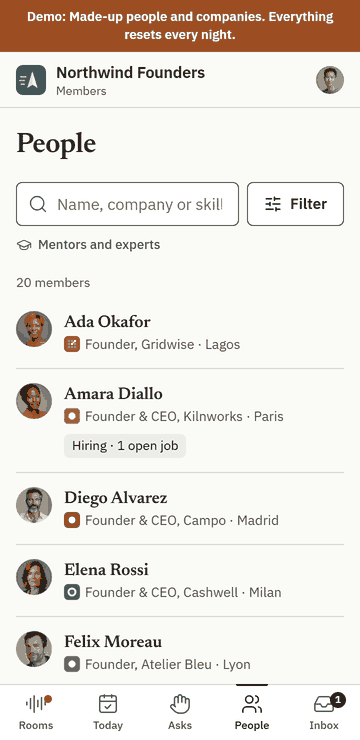 Demo: Made-up people and companies. Everything
resets every night.
Northwind Founders
Members
People
Name, company or skill
Filter
Mentors and experts
20 members
Ada Okafor
Founder, Gridwise · Lagos
Amara Diallo
Founder & CEO, Kilnworks · Paris
Hiring · 1 open job
Diego Alvarez
Founder & CEO, Campo · Madrid
Elena Rossi
Founder & CEO, Cashwell · Milan
Felix Moreau
Founder, Atelier Bleu · Lyon
1
Rooms
Today
Asks
People
Inbox